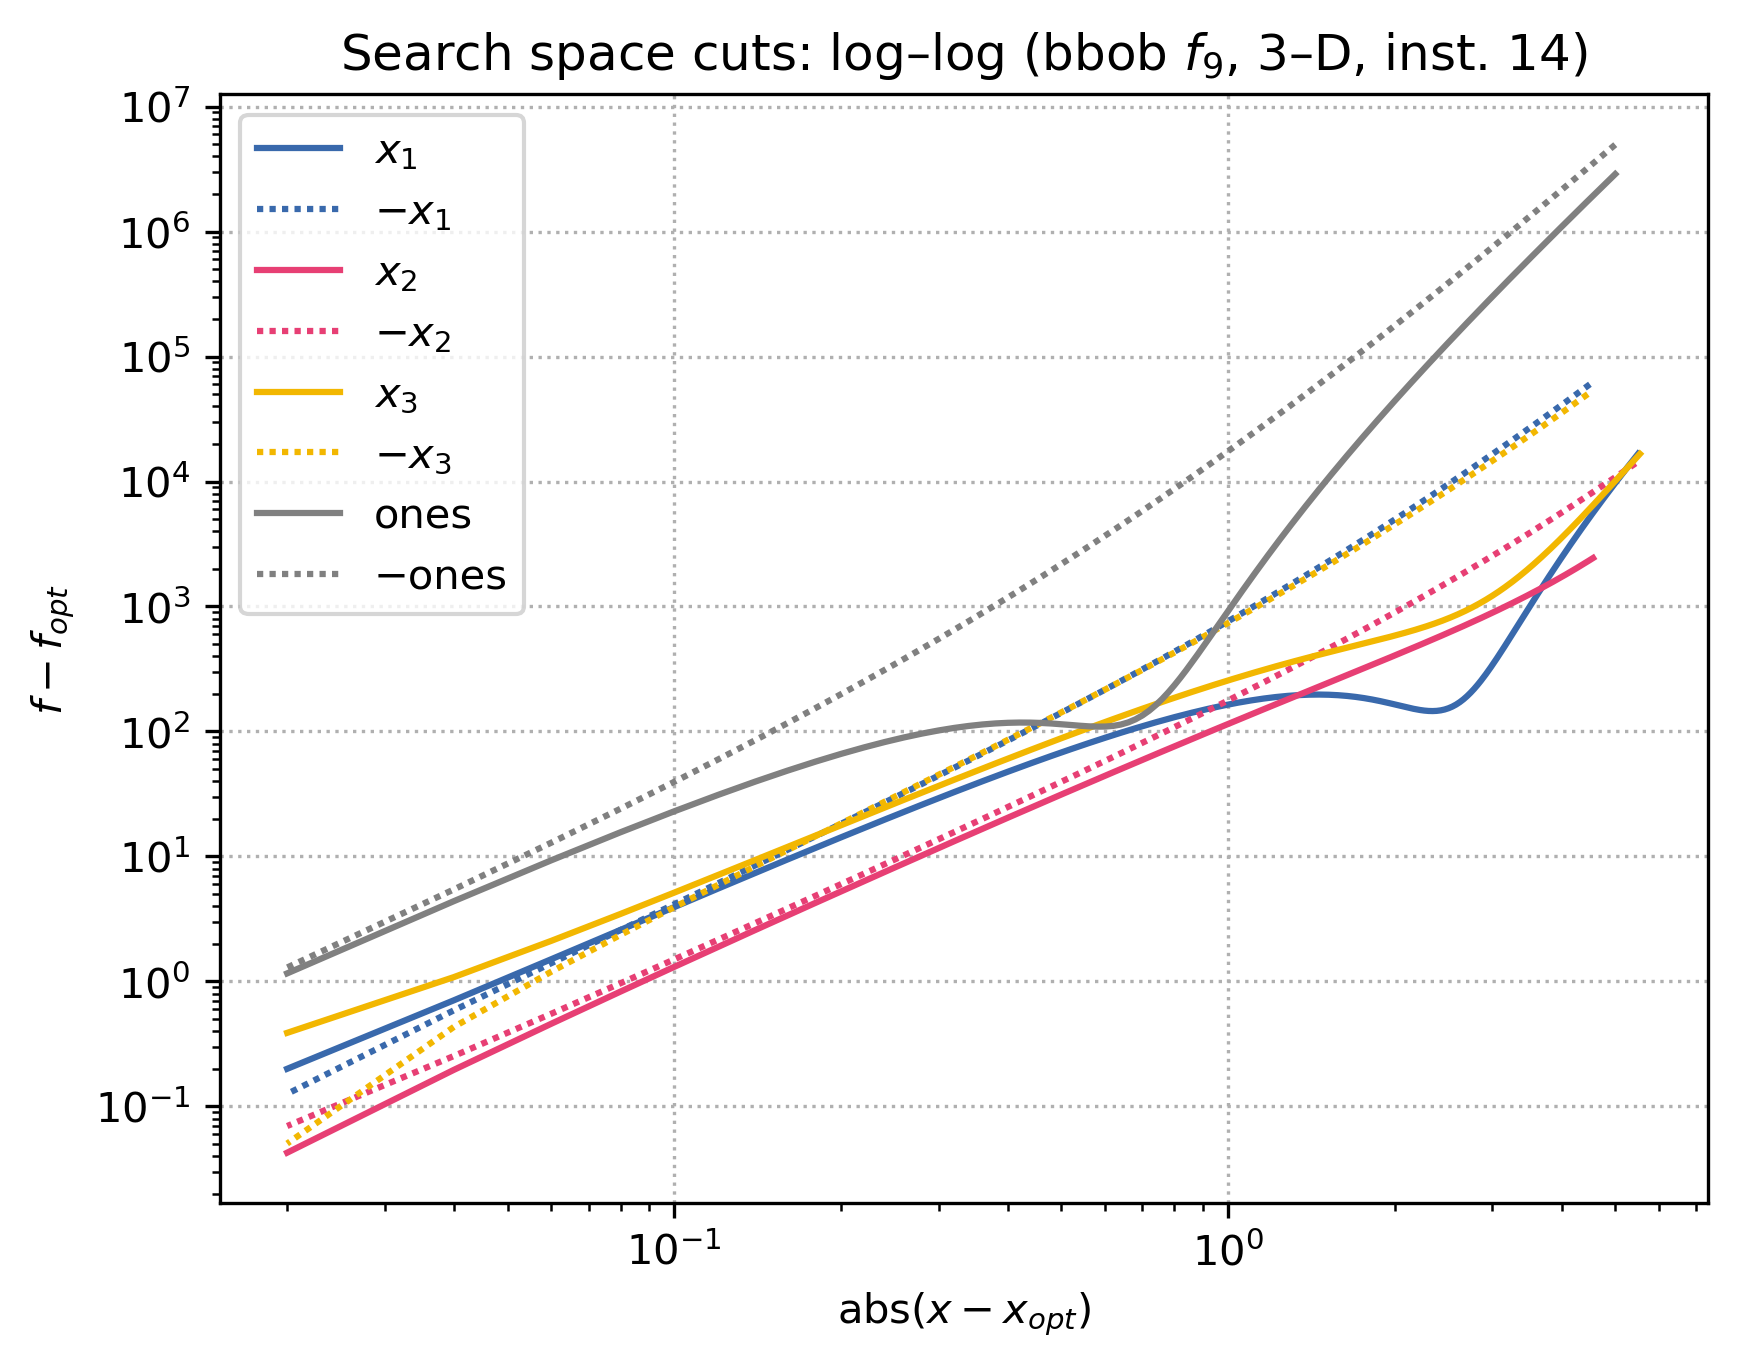 Search space cuts: log–log (bbob f₉, 3–D, inst. 14)
10⁷
10⁶
10⁵
10⁴
10³
10²
10¹
10⁰
10⁻¹
f − f_opt
x₁
−x₁
x₂
−x₂
x₃
−x₃
ones
−ones
10⁻¹ 10⁰
abs(x − x_opt)